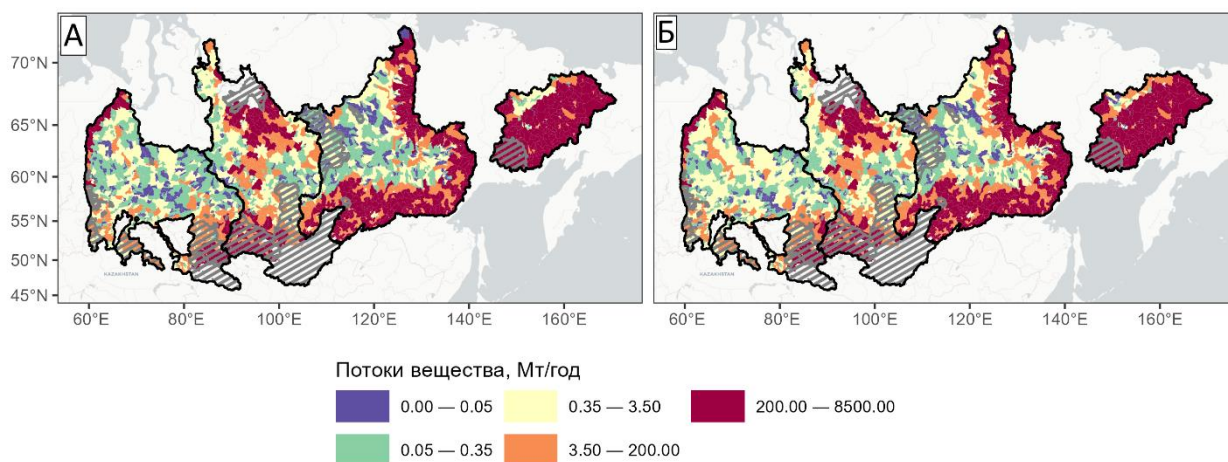 А
Б
70°N
65°N
60°N
55°N
50°N
45°N
KAZAKHSTAN
KAZAKHSTAN
60°E 80°E 100°E 120°E 140°E 160°E
60°E 80°E 100°E 120°E 140°E 160°E
Потоки вещества, Мт/год
0.00 — 0.05 0.35 — 3.50 200.00 — 8500.00
0.05 — 0.35 3.50 — 200.00